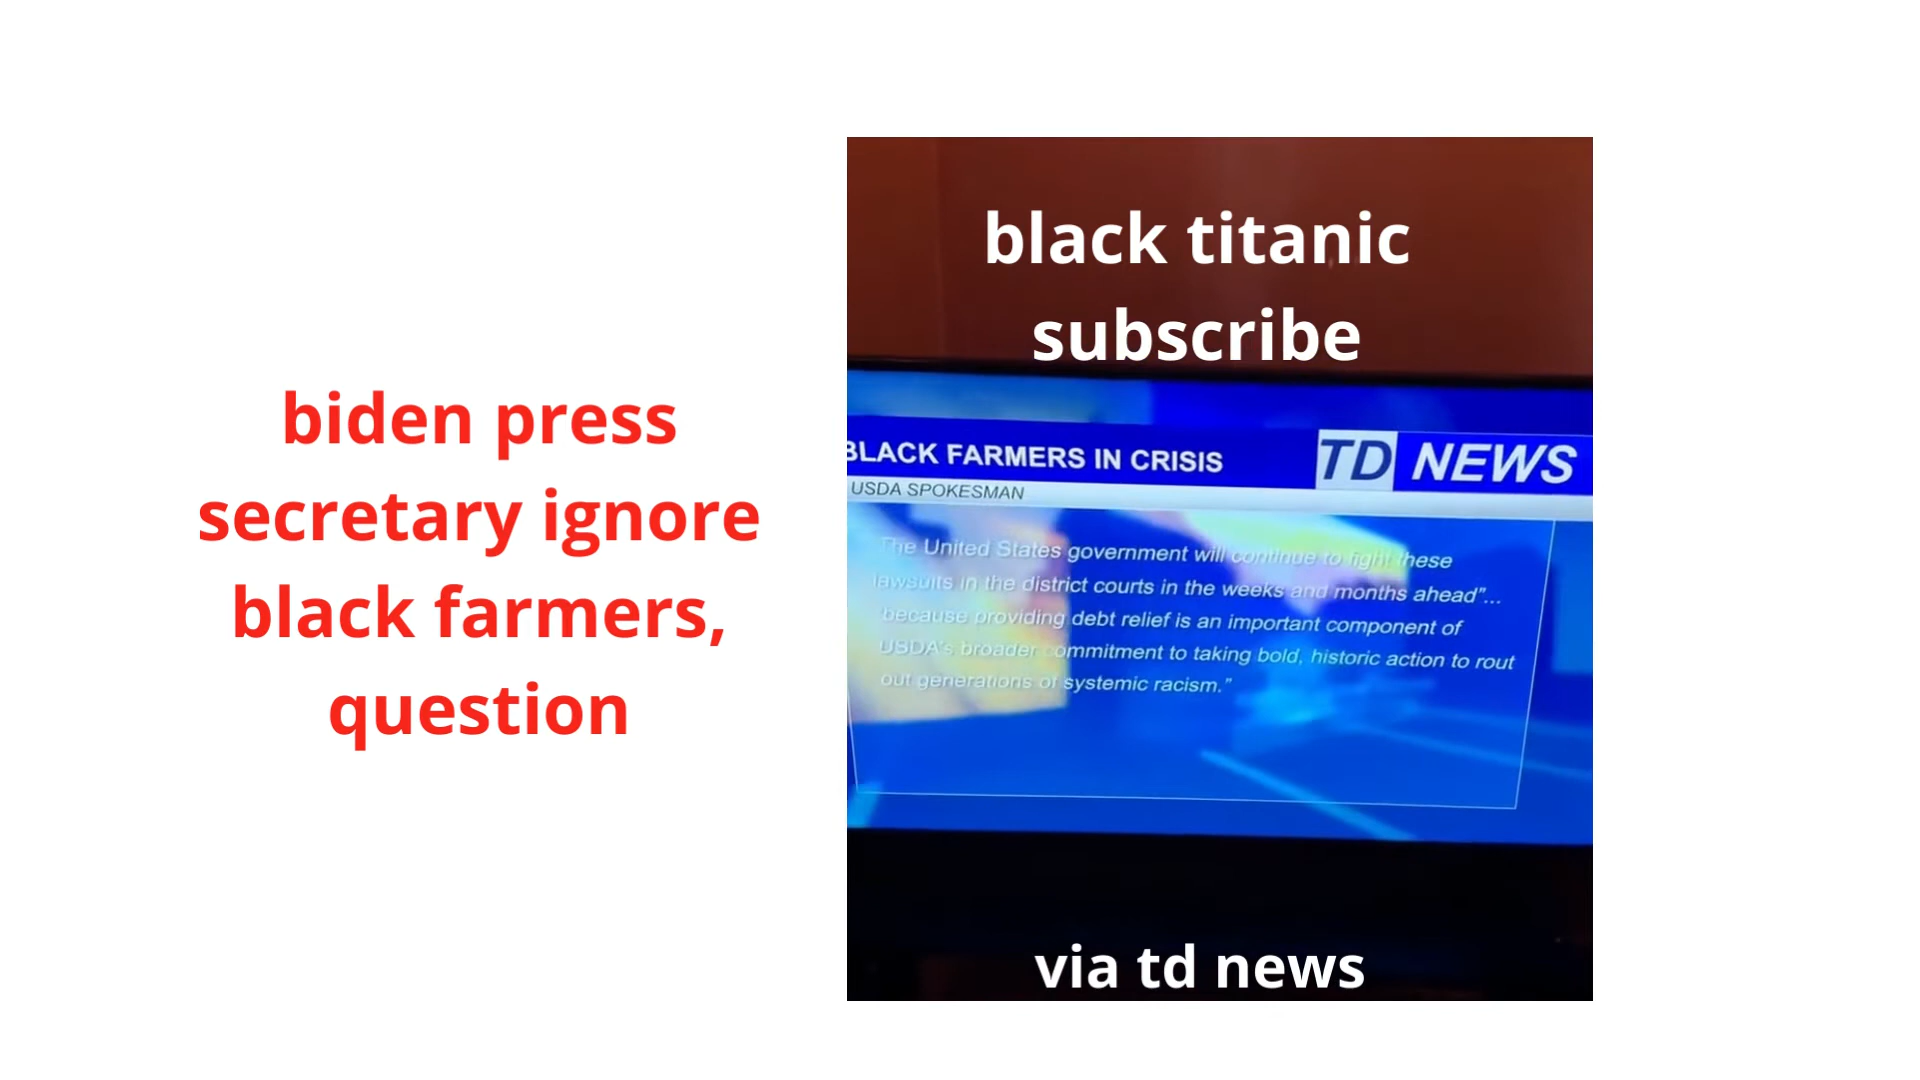 biden press
secretary ignore
black farmers,
question
black titanic
subscribe
BLACK FARMERS IN CRISIS
TD NEWS
USDA SPOKESMAN
The United States government will continue to fight these
lawsuits in the district courts in the weeks and months ahead”...
"because providing debt relief is an important component of
USDA's broader commitment to taking bold, historic action to rout
out generations of systemic racism.”
via td news